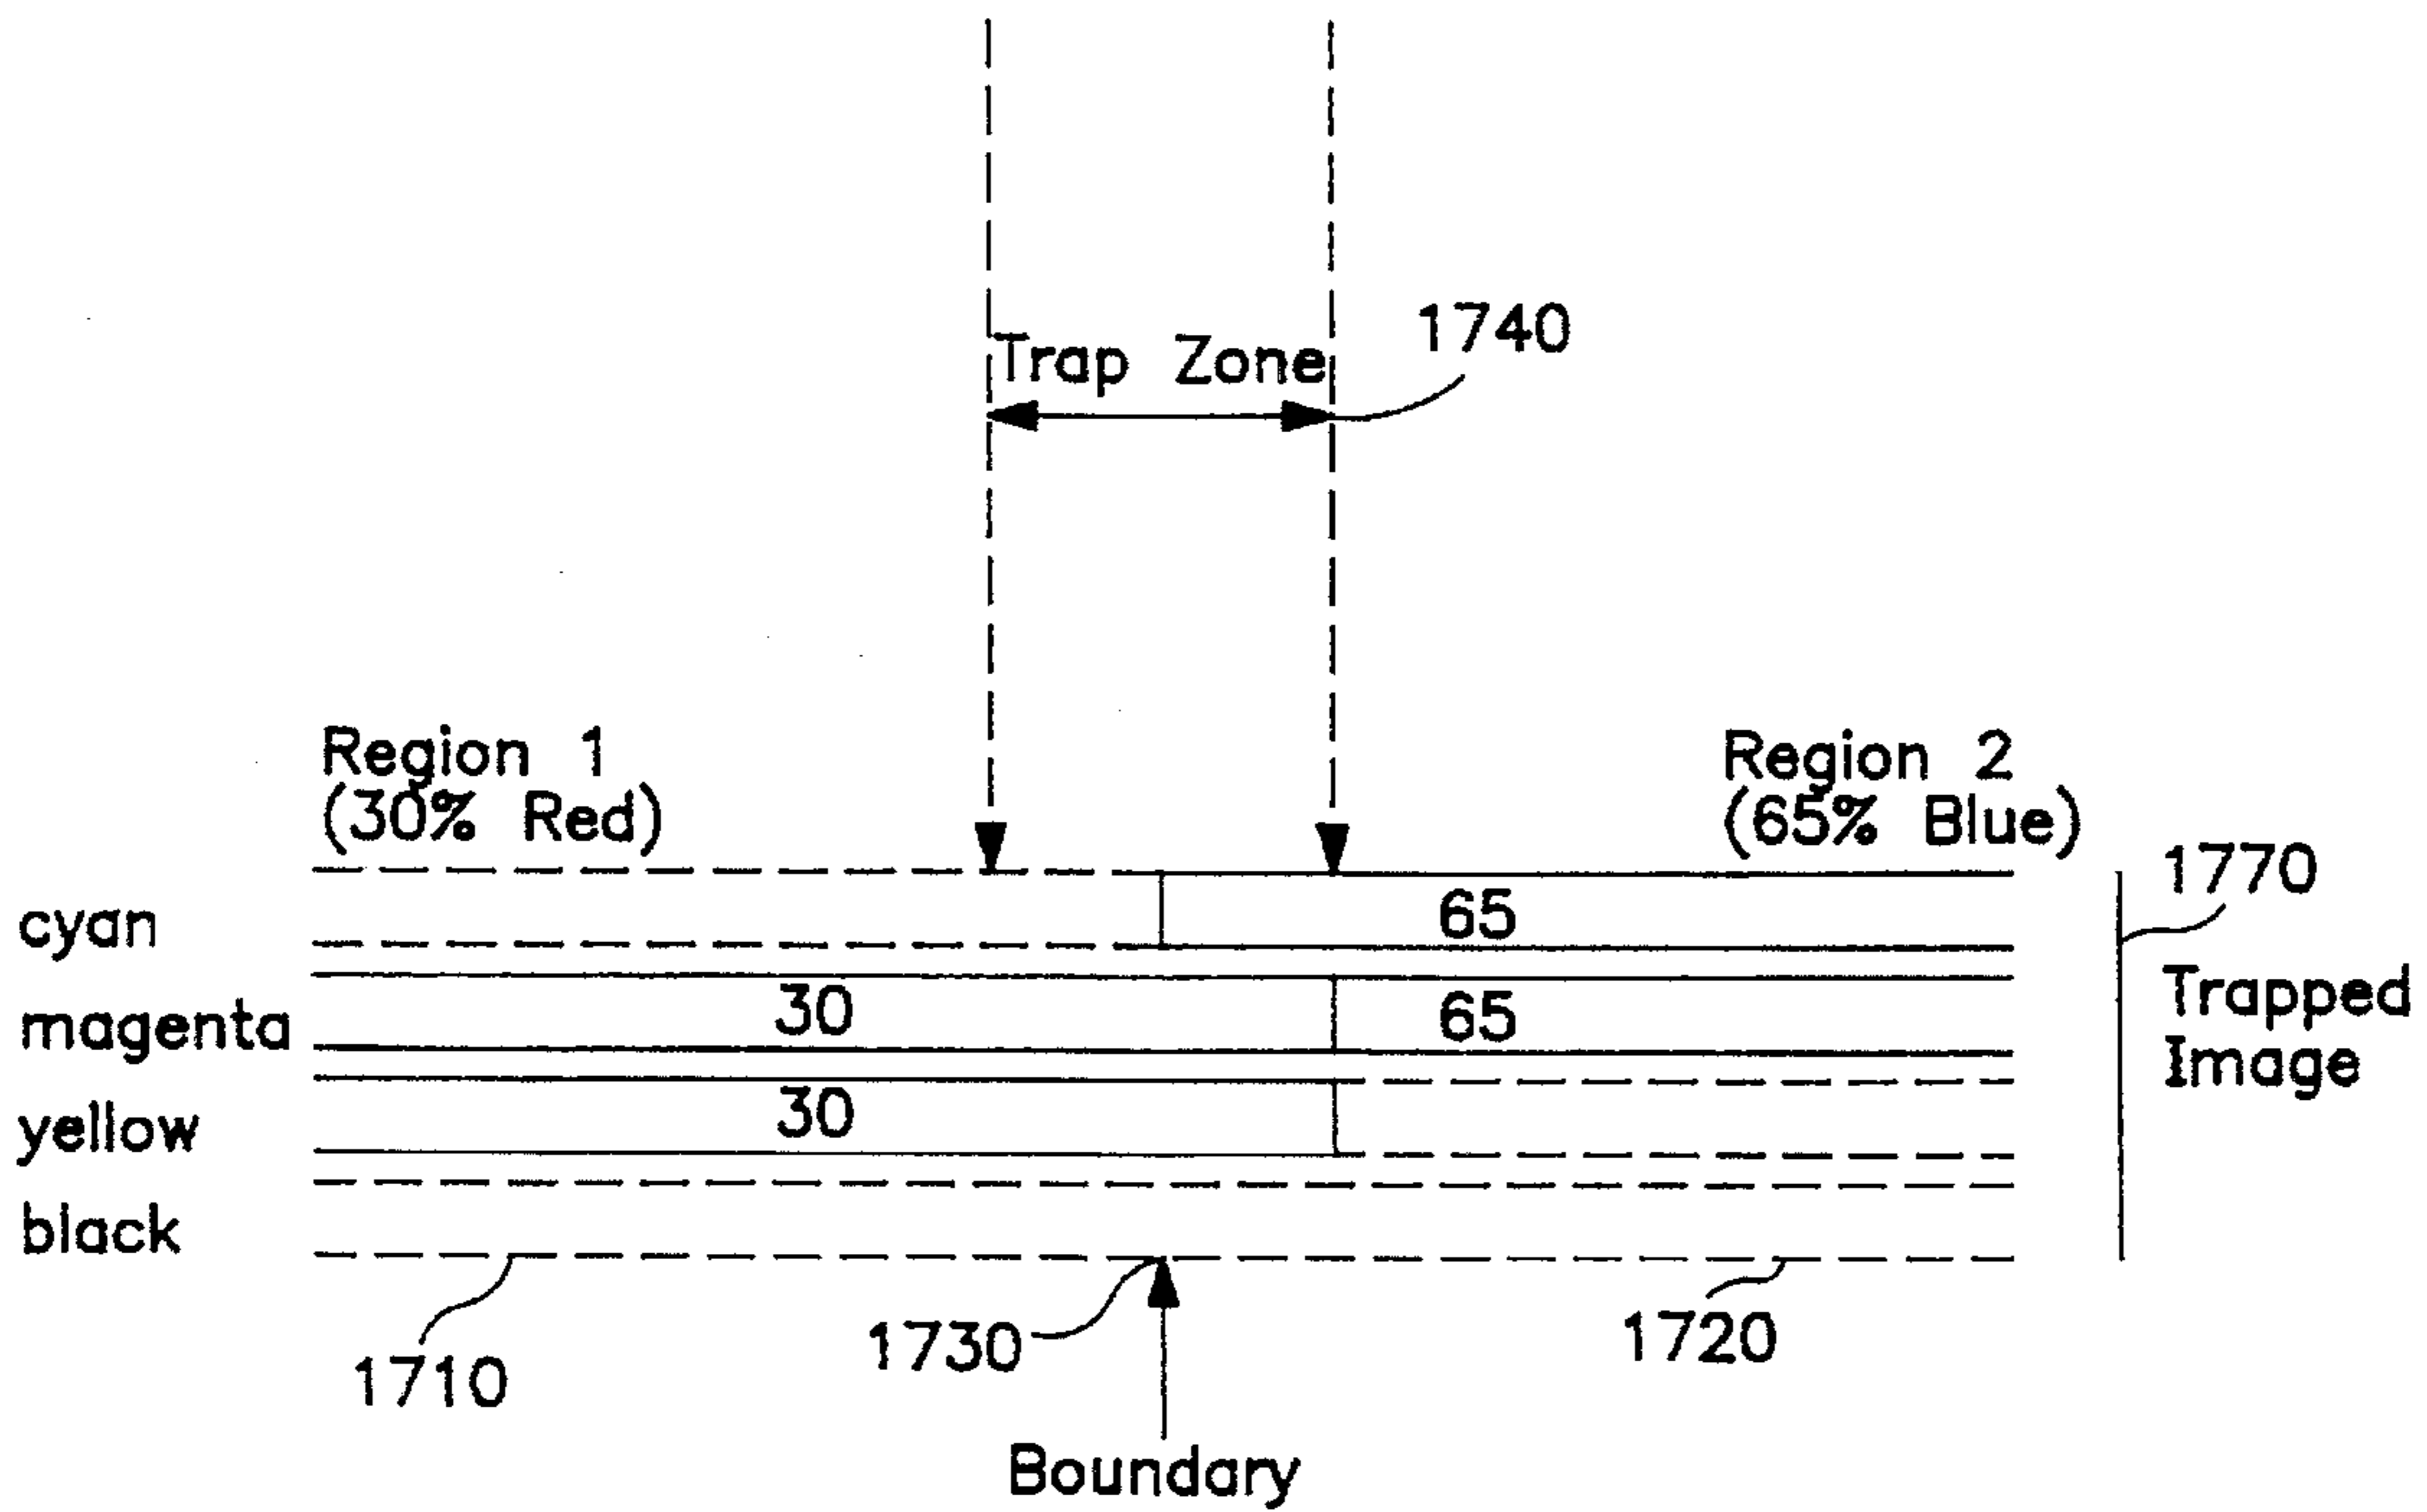 1740
Trap Zone
Region 1
(30% Red)
Region 2
(65% Blue)
1770
cyan
65
magenta
30
65
Trapped
Image
yellow
30
black
1710
1730
1720
Boundary